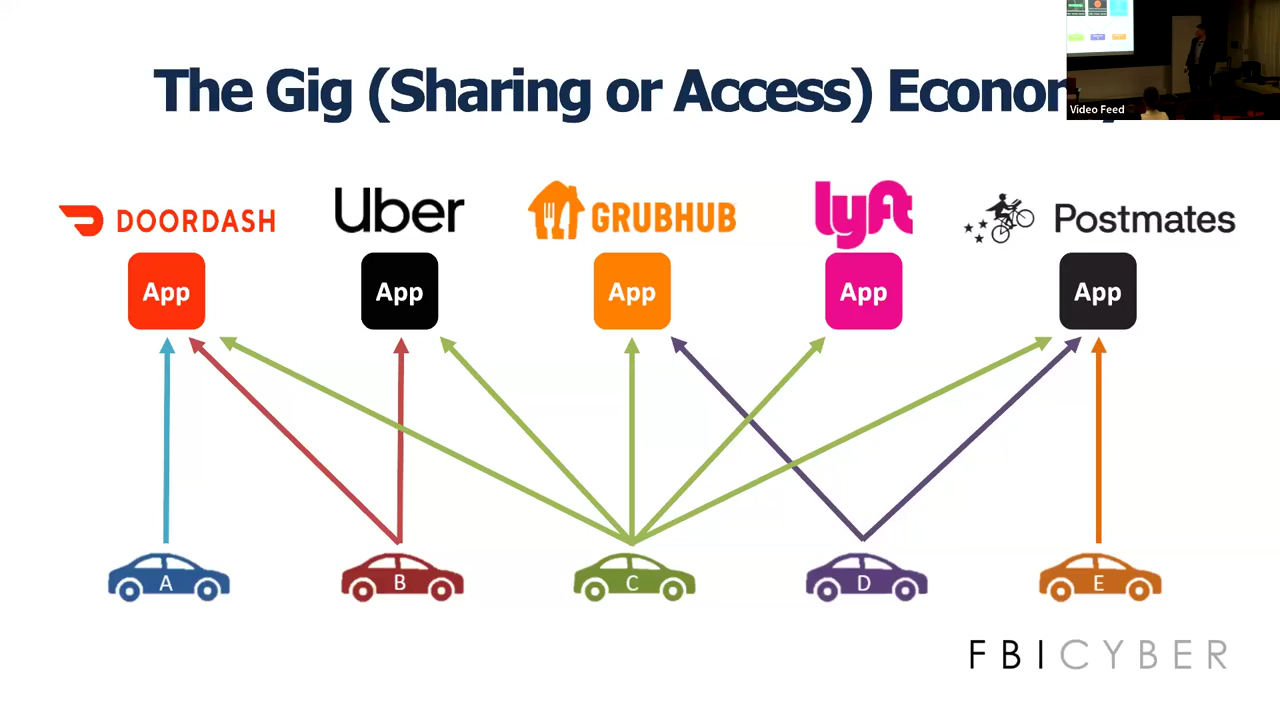 The Gig (Sharing or Access) Econom
Video Feed
DOORDASH
Uber
GRUBHUB
lyft
Postmates
App
App
App
App
App
A
B
C
D
E
FBI CYBER